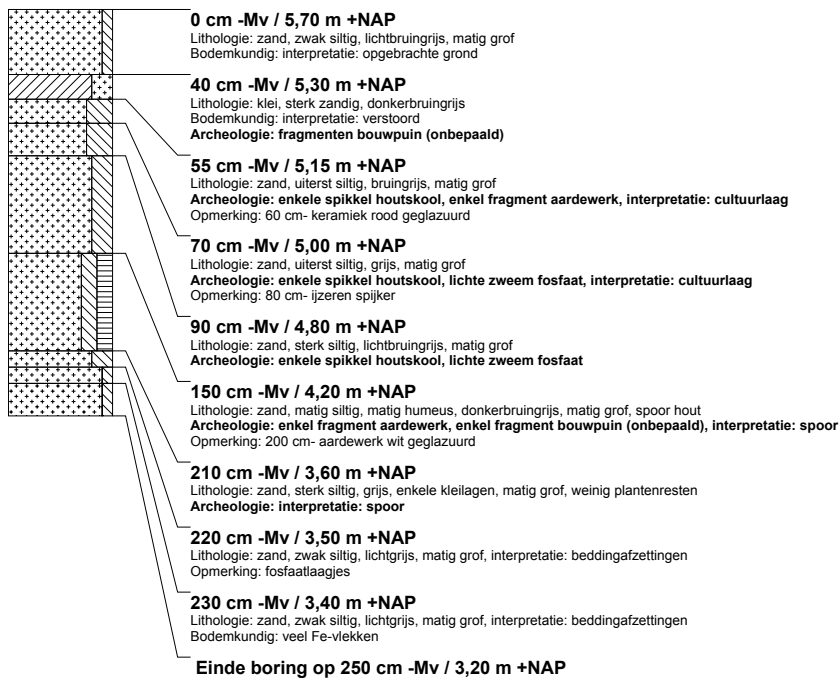 0 cm -Mv / 5,70 m +NAP
Lithologie: zand, zwak siltig, lichtbruingrijs, matig grof
Bodemkundig: interpretatie: opgebrachte grond
40 cm -Mv / 5,30 m +NAP
Lithologie: klei, sterk zandig, donkerbruingrijs
Bodemkundig: interpretatie: verstoord
Archeologie: fragmenten bouwpuin (onbepaald)
55 cm -Mv / 5,15 m +NAP
Lithologie: zand, uiterst siltig, bruingrijs, matig grof
Archeologie: enkele spikkel houtskool, enkel fragment aardewerk, interpretatie: cultuurlaag
Opmerking: 60 cm- keramiek rood geglazuurd
70 cm -Mv / 5,00 m +NAP
Lithologie: zand, uiterst siltig, grijs, matig grof
Archeologie: enkele spikkel houtskool, lichte zweem fosfaat, interpretatie: cultuurlaag
Opmerking: 80 cm- ijzeren spijker
90 cm -Mv / 4,80 m +NAP
Lithologie: zand, sterk siltig, lichtbruingrijs, matig grof
Archeologie: enkele spikkel houtskool, lichte zweem fosfaat
150 cm -Mv / 4,20 m +NAP
Lithologie: zand, matig siltig, matig humeus, donkerbruingrijs, matig grof, spoor hout
Archeologie: enkel fragment aardewerk, enkel fragment bouwpuin (onbepaald), interpretatie: spoor
Opmerking: 200 cm- aardewerk wit geglazuurd
210 cm -Mv / 3,60 m +NAP
Lithologie: zand, sterk siltig, grijs, enkele kleilagen, matig grof, weinig plantenresten
Archeologie: interpretatie: spoor
220 cm -Mv / 3,50 m +NAP
Lithologie: zand, zwak siltig, lichtgrijs, matig grof, interpretatie: beddingafzettingen
Opmerking: fosfaatlaagjes
230 cm -Mv / 3,40 m +NAP
Lithologie: zand, zwak siltig, lichtgrijs, matig grof, interpretatie: beddingafzettingen
Bodemkundig: veel Fe-vlekken
Einde boring op 250 cm -Mv / 3,20 m +NAP